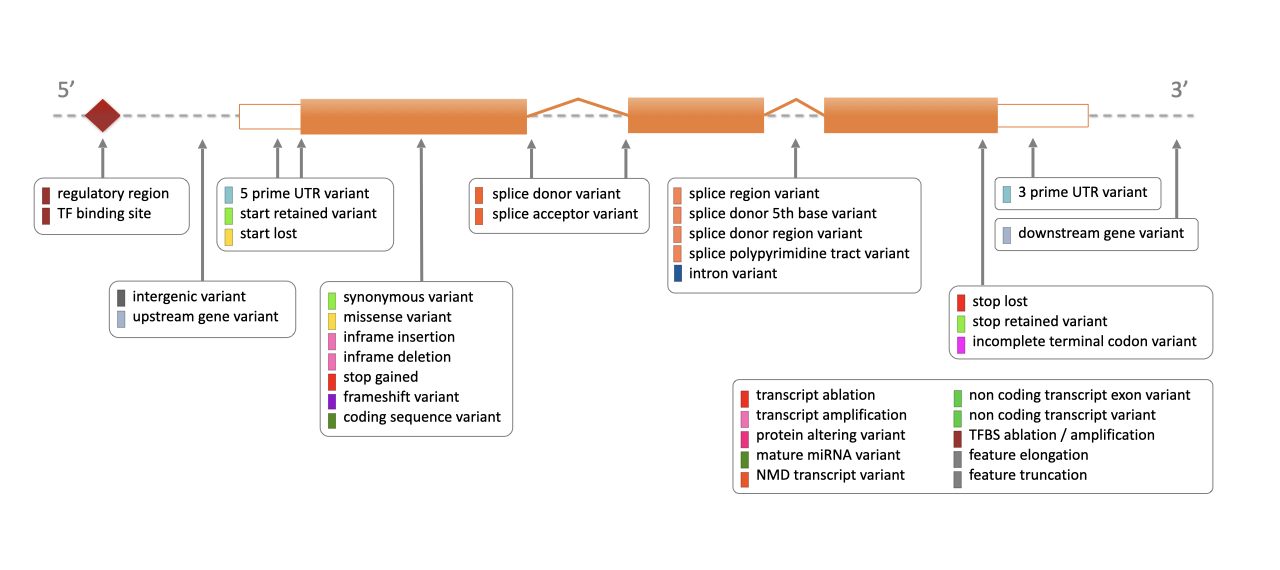 5’
3’
regulatory region
TF binding site
5 prime UTR variant
start retained variant
start lost
splice donor variant
splice acceptor variant
splice region variant
splice donor 5th base variant
splice donor region variant
splice polypyrimidine tract variant
intron variant
3 prime UTR variant
downstream gene variant
intergenic variant
upstream gene variant
synonymous variant
missense variant
inframe insertion
inframe deletion
stop gained
frameshift variant
coding sequence variant
stop lost
stop retained variant
incomplete terminal codon variant
transcript ablation
transcript amplification
protein altering variant
mature miRNA variant
NMD transcript variant
non coding transcript exon variant
non coding transcript variant
TFBS ablation / amplification
feature elongation
feature truncation